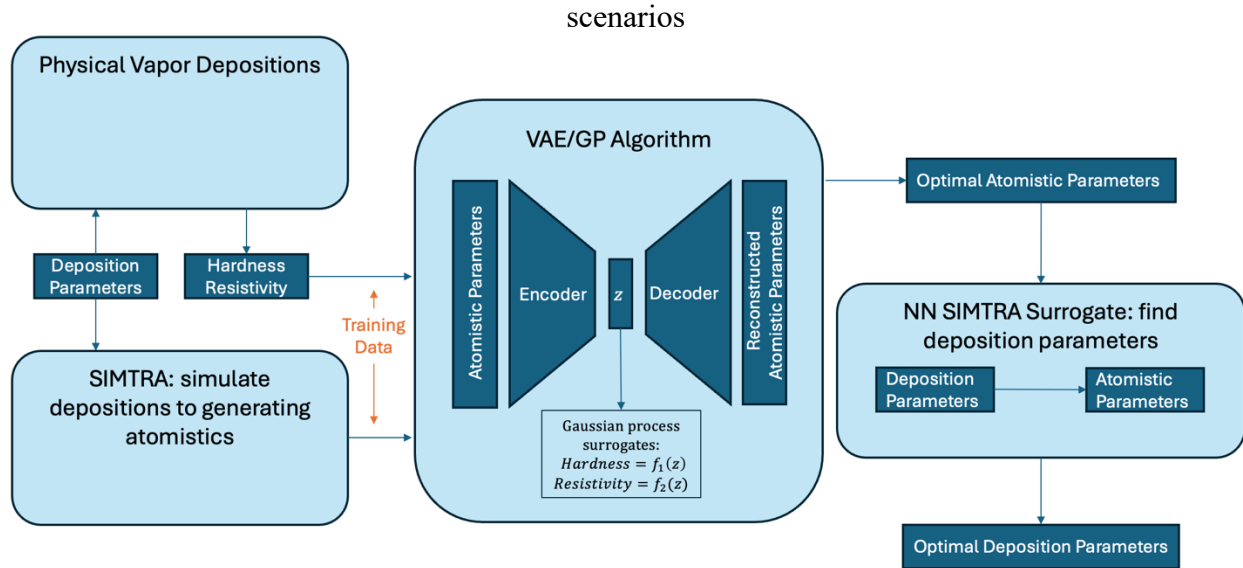 scenarios
Physical Vapor Depositions
Deposition
Parameters
Hardness
Resistivity
Training
Data
SIMTRA: simulate
depositions to generating
atomistics
VAE/GP Algorithm
Atomistic Parameters
Encoder
z
Decoder
Reconstructed
Atomistic Parameters
Gaussian process
surrogates:
Hardness = f₁(z)
Resistivity = f₂(z)
Optimal Atomistic Parameters
NN SIMTRA Surrogate: find
deposition parameters
Deposition
Parameters
Atomistic
Parameters
Optimal Deposition Parameters